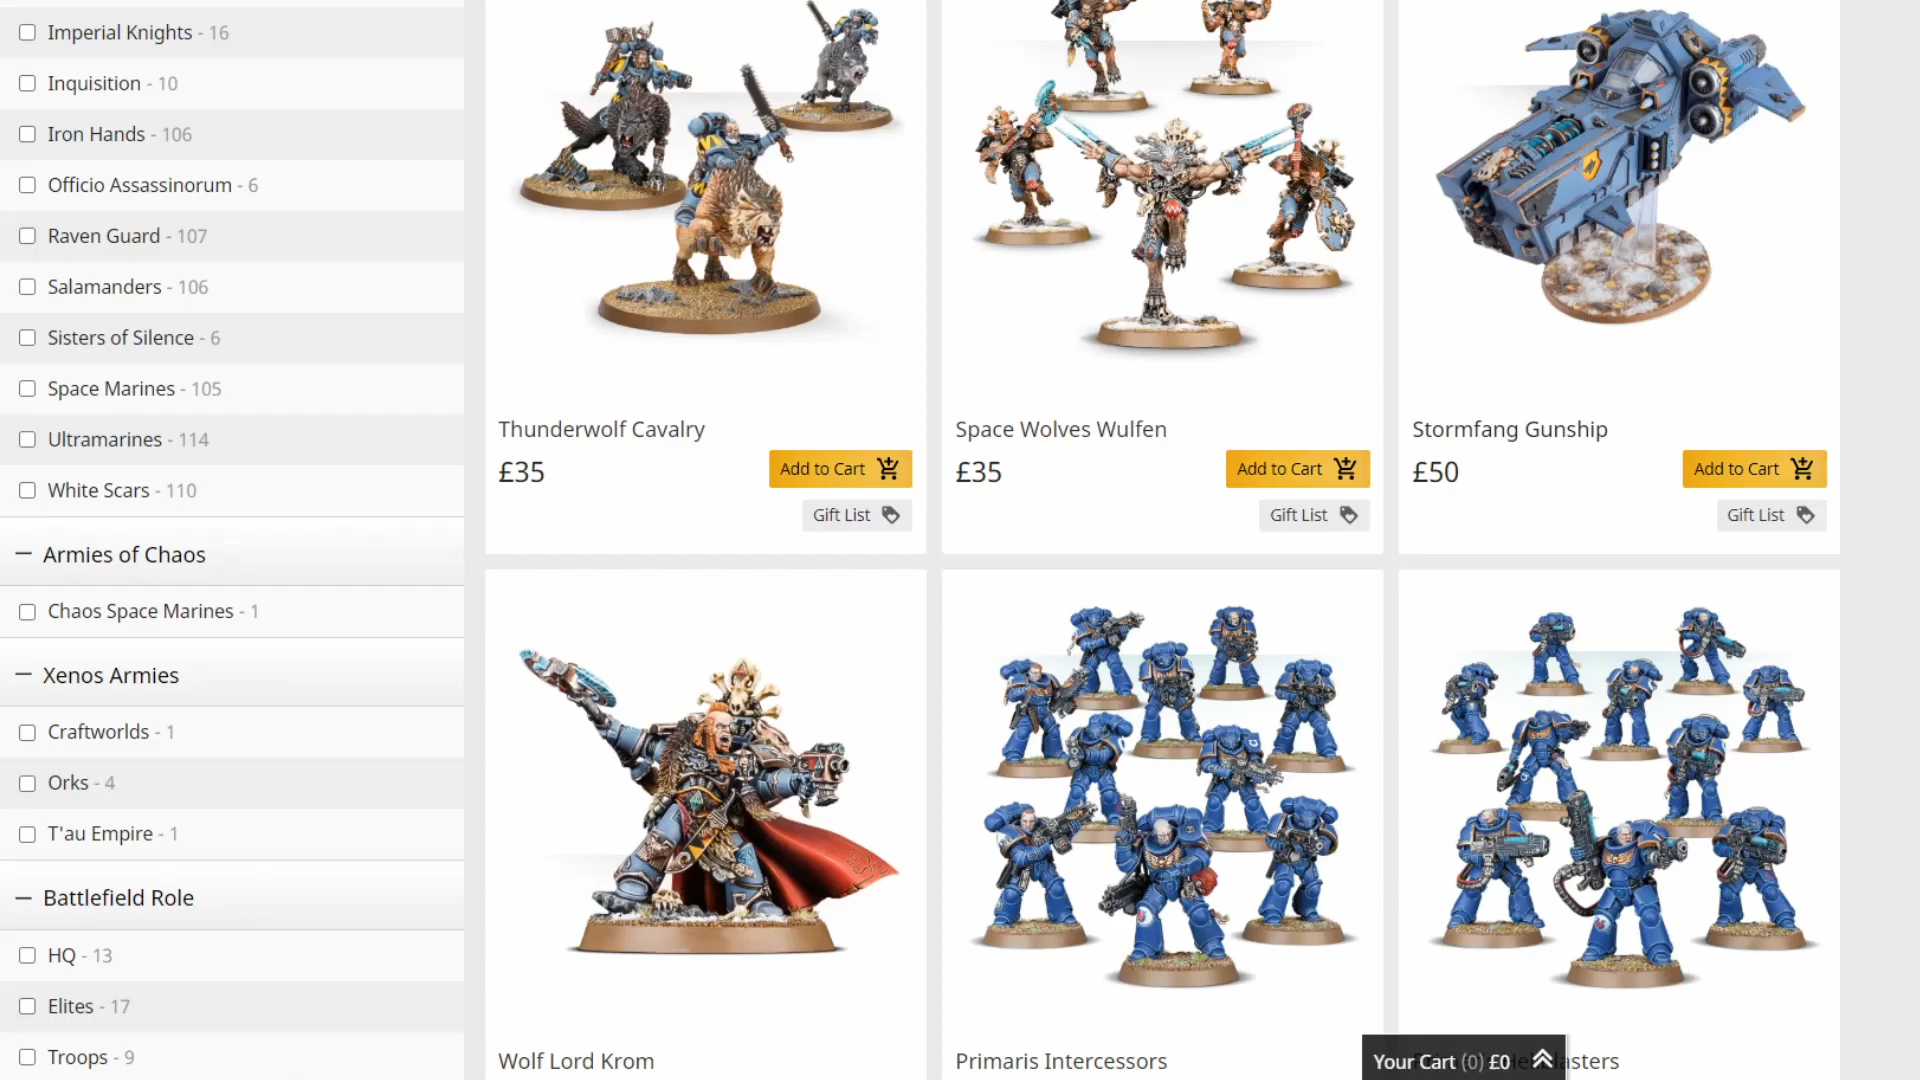 Imperial Knights - 16
Inquisition - 10
Iron Hands - 106
Officio Assassinorum - 6
Raven Guard - 107
Salamanders - 106
Sisters of Silence - 6
Space Marines - 105
Ultramarines - 114
White Scars - 110
Armies of Chaos
Chaos Space Marines - 1
Xenos Armies
Craftworlds - 1
Orks - 4
T'au Empire - 1
Battlefield Role
HQ - 13
Elites - 17
Troops - 9
Thunderwolf Cavalry
£35
Add to Cart
Gift List
Space Wolves Wulfen
£35
Add to Cart
Gift List
Stormfang Gunship
£50
Add to Cart
Gift List
Wolf Lord Krom
Primaris Intercessors
Your Cart (0) £0